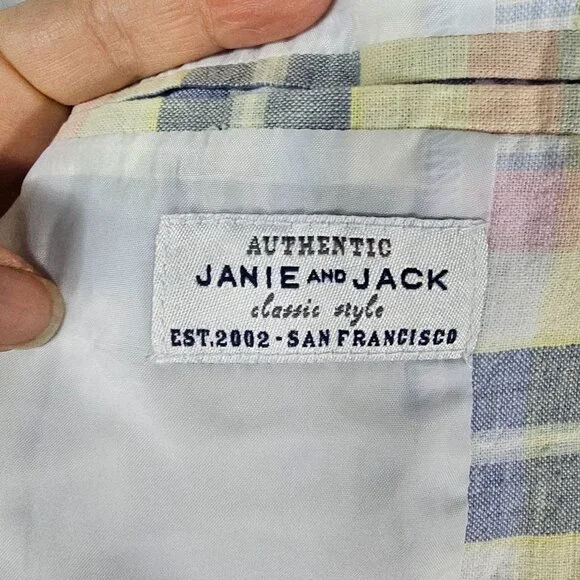 AUTHENTIC
JANIE AND JACK
classic style
EST.2002 - SAN FRANCISCO